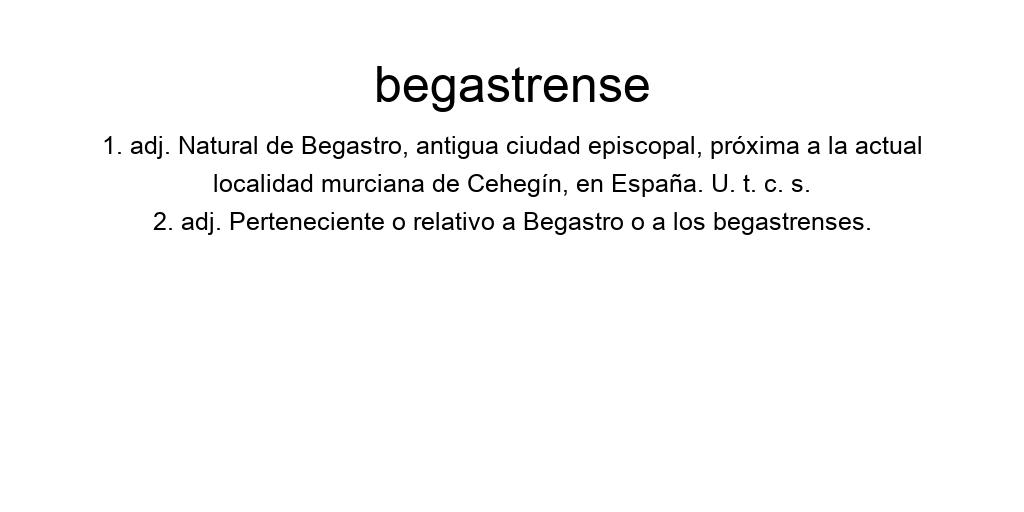 begastrense
1. adj. Natural de Begastro, antigua ciudad episcopal, próxima a la actual
localidad murciana de Cehegín, en España. U. t. c. s.
2. adj. Perteneciente o relativo a Begastro o a los begastrenses.